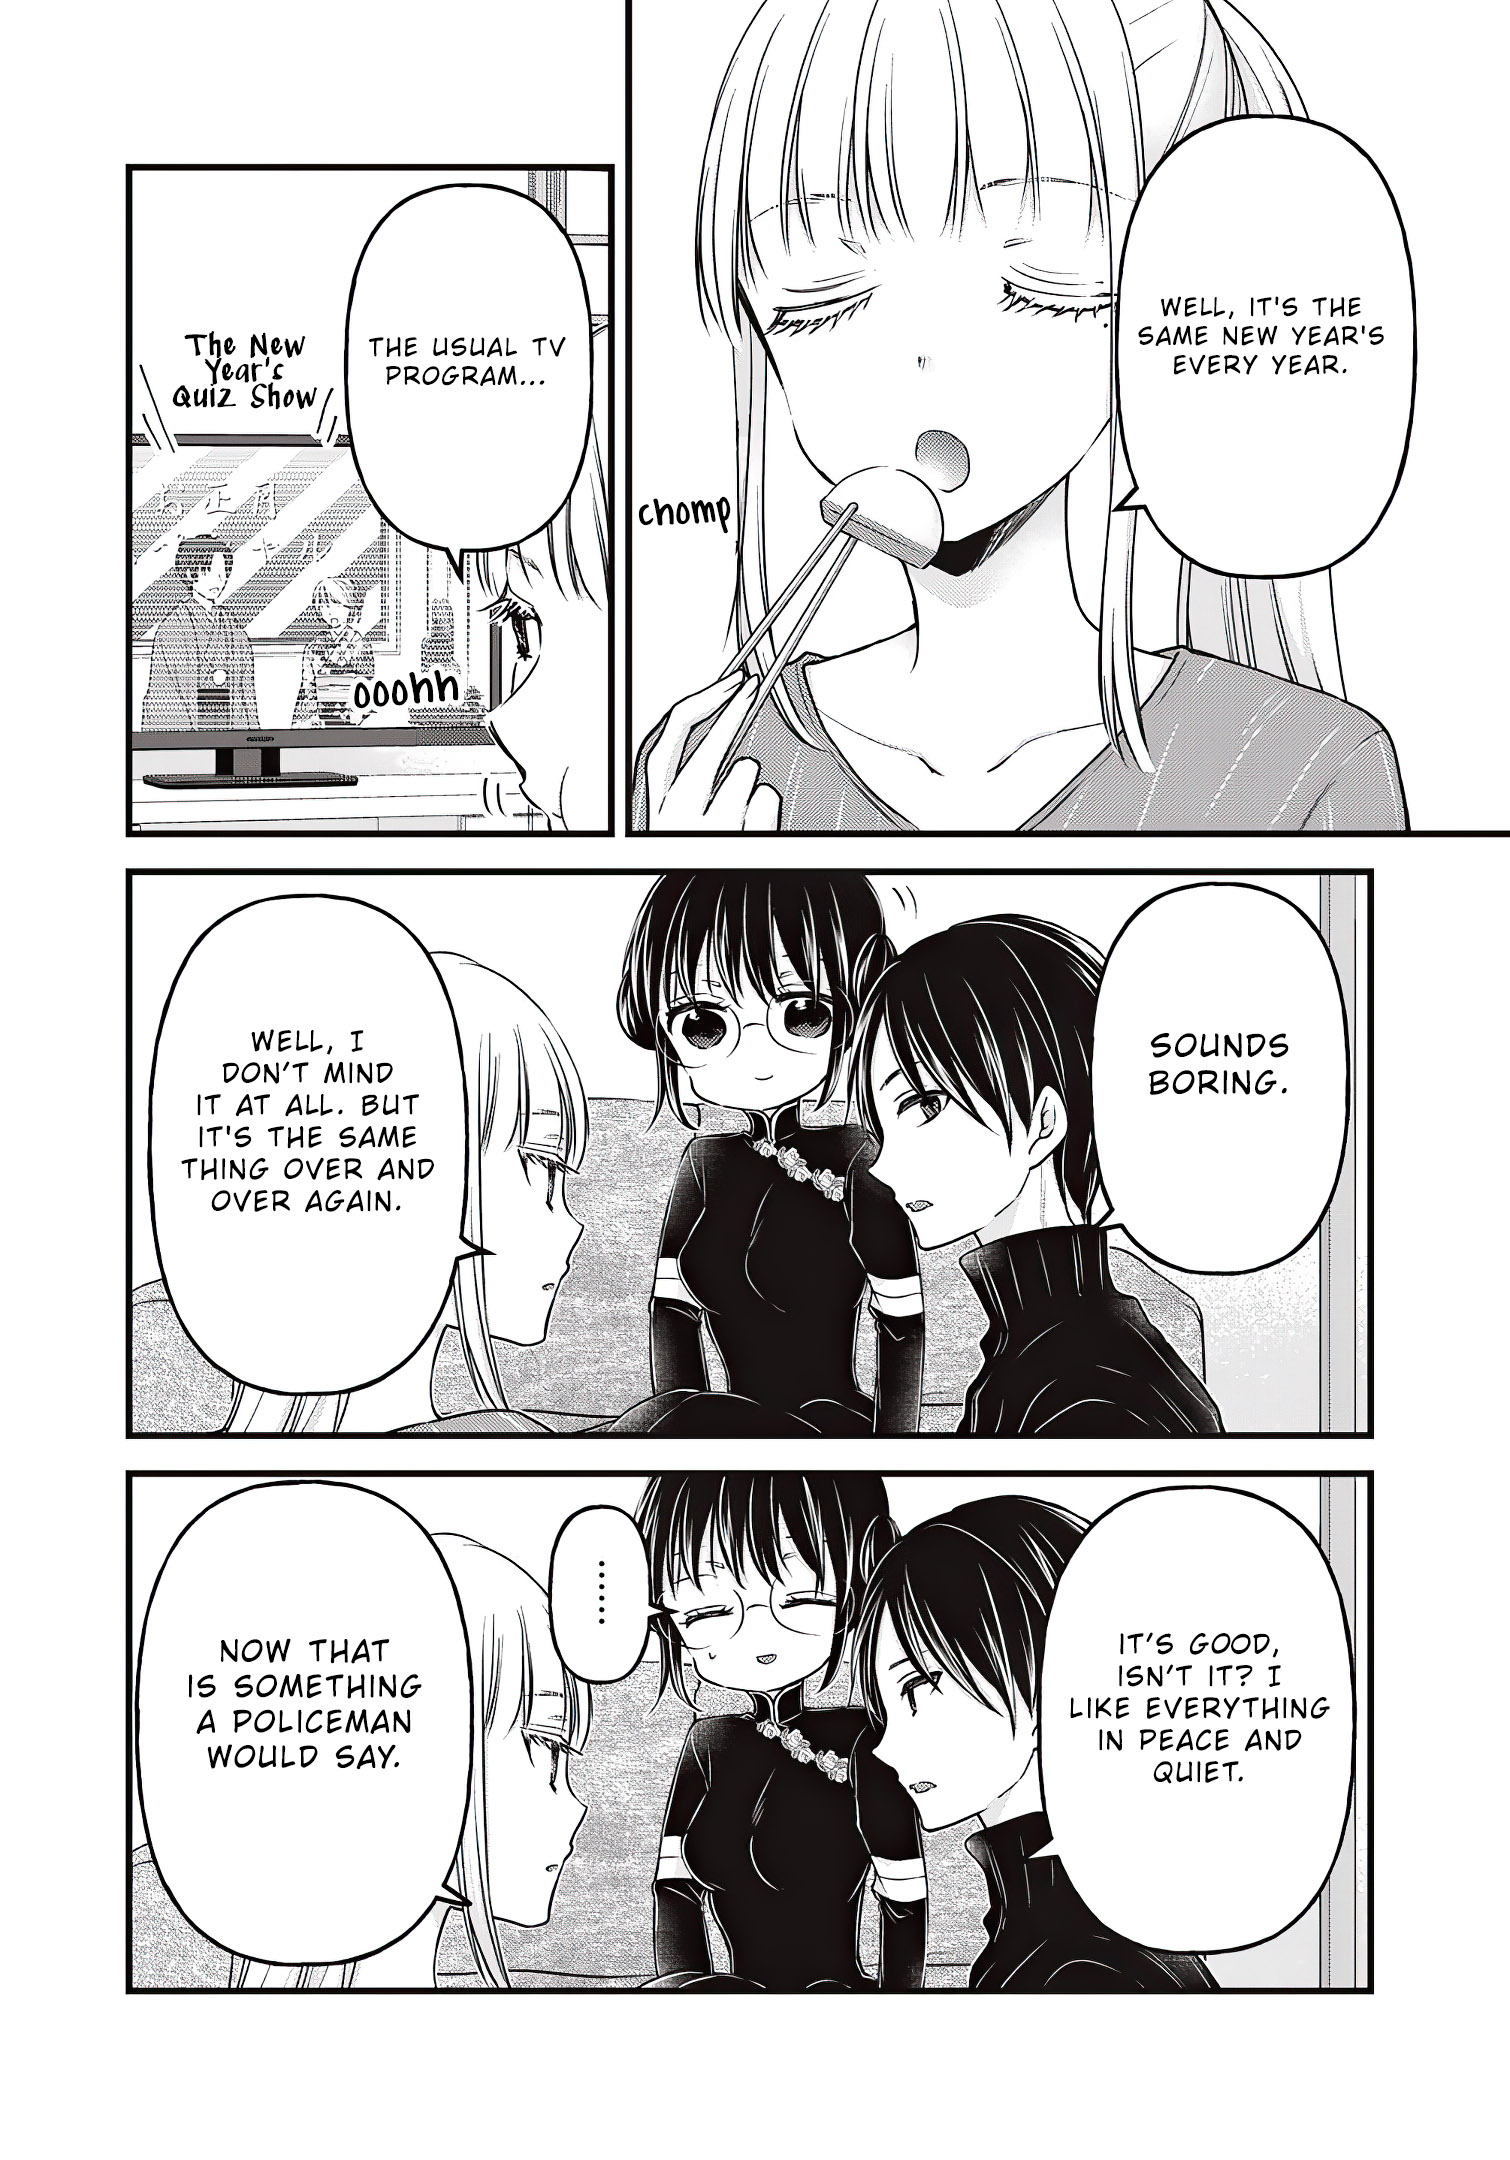 WELL, IT'S THE
SAME NEW YEAR'S
EVERY YEAR.
chomp
THE USUAL TV
PROGRAM...
The New
Year's
Quiz Show
ooohh
SOUNDS
BORING.
WELL, I
DON'T MIND
IT AT ALL. BUT
IT'S THE SAME
THING OVER AND
OVER AGAIN.
IT'S GOOD,
ISN'T IT? I
LIKE EVERYTHING
IN PEACE AND
QUIET.
......
NOW THAT
IS SOMETHING
A POLICEMAN
WOULD SAY.